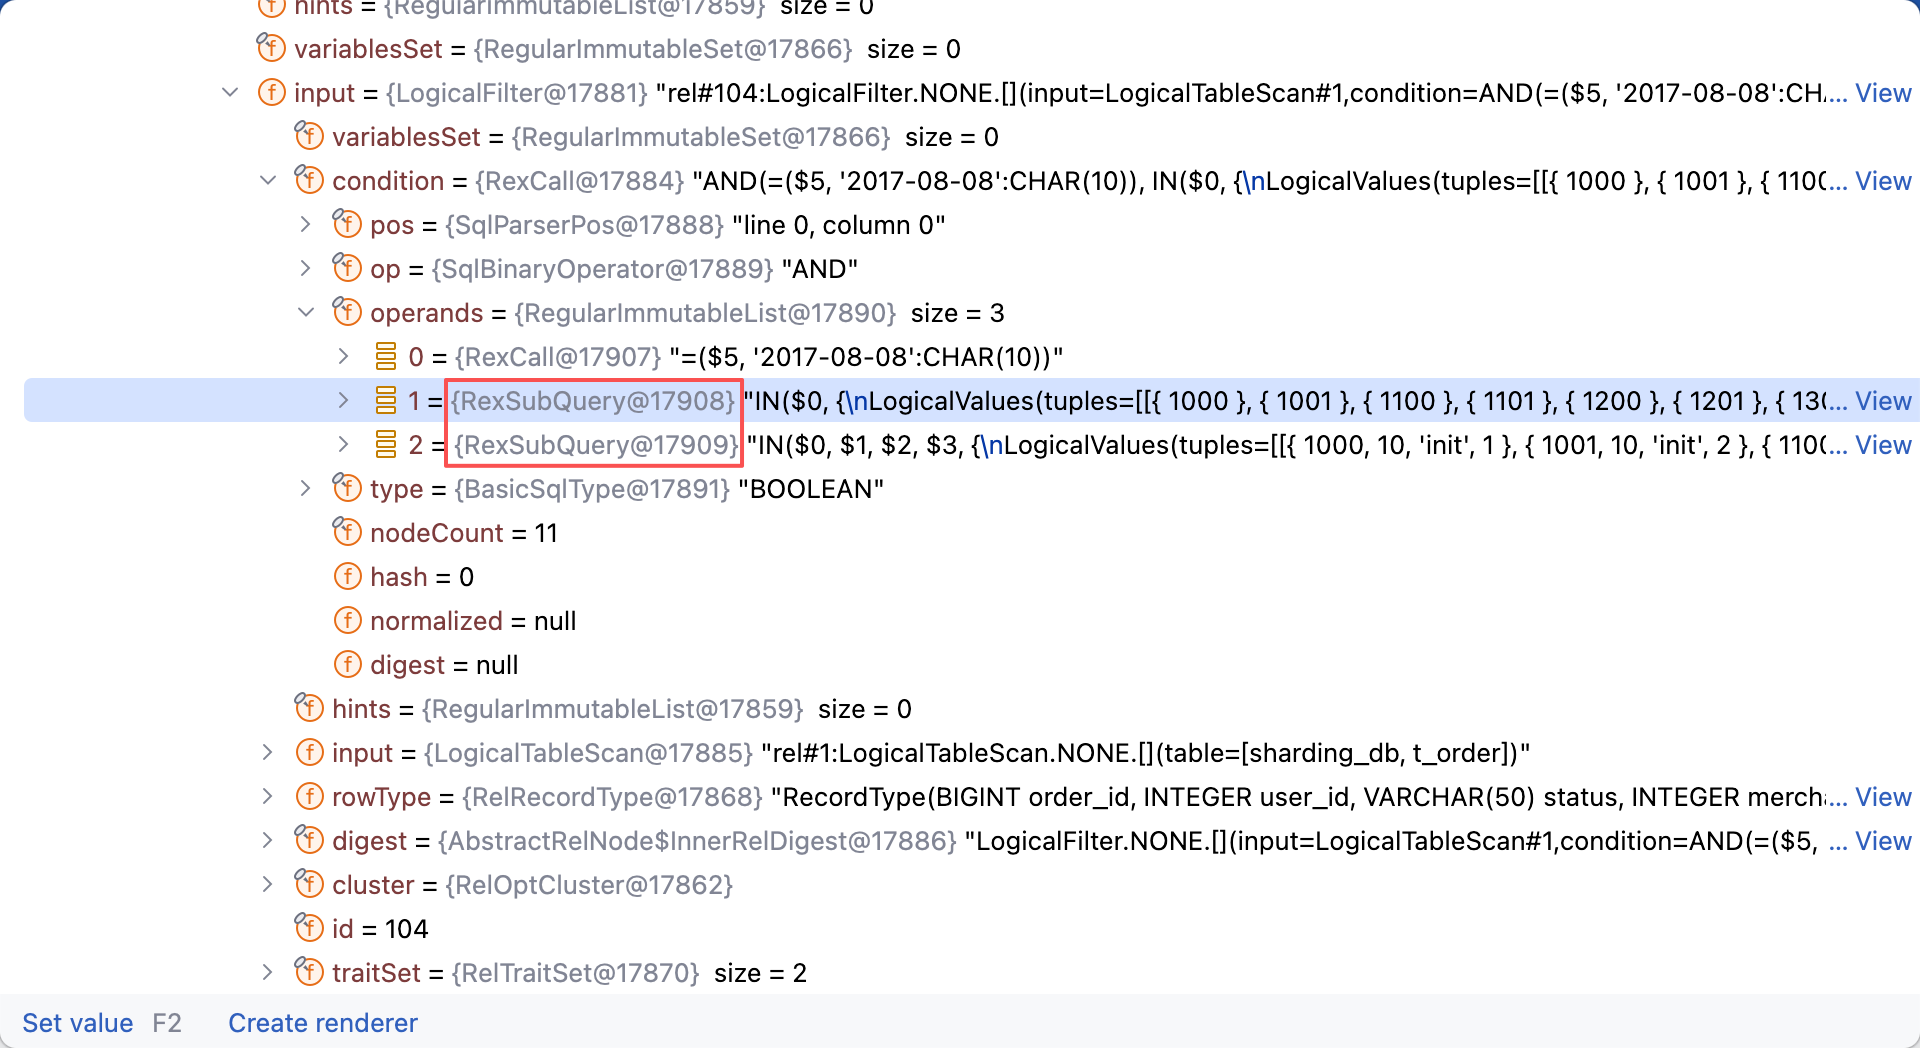 hints = {RegularImmutableList@17859} size = 0
variablesSet = {RegularImmutableSet@17866} size = 0
input = {LogicalFilter@17881} "rel#104:LogicalFilter.NONE.[](input=LogicalTableScan#1,condition=AND(=($5, '2017-08-08':CH... View
variablesSet = {RegularImmutableSet@17866} size = 0
condition = {RexCall@17884} "AND(=($5, '2017-08-08':CHAR(10)), IN($0, {\nLogicalValues(tuples=[[{ 1000 }, { 1001 }, { 1100... View
pos = {SqlParserPos@17888} "line 0, column 0"
op = {SqlBinaryOperator@17889} "AND"
operands = {RegularImmutableList@17890} size = 3
0 = {RexCall@17907} "=($5, '2017-08-08':CHAR(10))"
1 = {RexSubQuery@17908} "IN($0, {\nLogicalValues(tuples=[[{ 1000 }, { 1001 }, { 1100 }, { 1101 }, { 1200 }, { 1201 }, { 130... View
2 = {RexSubQuery@17909} "IN($0, $1, $2, $3, {\nLogicalValues(tuples=[[{ 1000, 10, 'init', 1 }, { 1001, 10, 'init', 2 }, { 1100... View
type = {BasicSqlType@17891} "BOOLEAN"
nodeCount = 11
hash = 0
normalized = null
digest = null
hints = {RegularImmutableList@17859} size = 0
input = {LogicalTableScan@17885} "rel#1:LogicalTableScan.NONE.[](table=[sharding_db, t_order])"
rowType = {RelRecordType@17868} "RecordType(BIGINT order_id, INTEGER user_id, VARCHAR(50) status, INTEGER mercha... View
digest = {AbstractRelNode$InnerRelDigest@17886} "LogicalFilter.NONE.[](input=LogicalTableScan#1,condition=AND(=($5, ... View
cluster = {RelOptCluster@17862}
id = 104
traitSet = {RelTraitSet@17870} size = 2
Set value F2 Create renderer